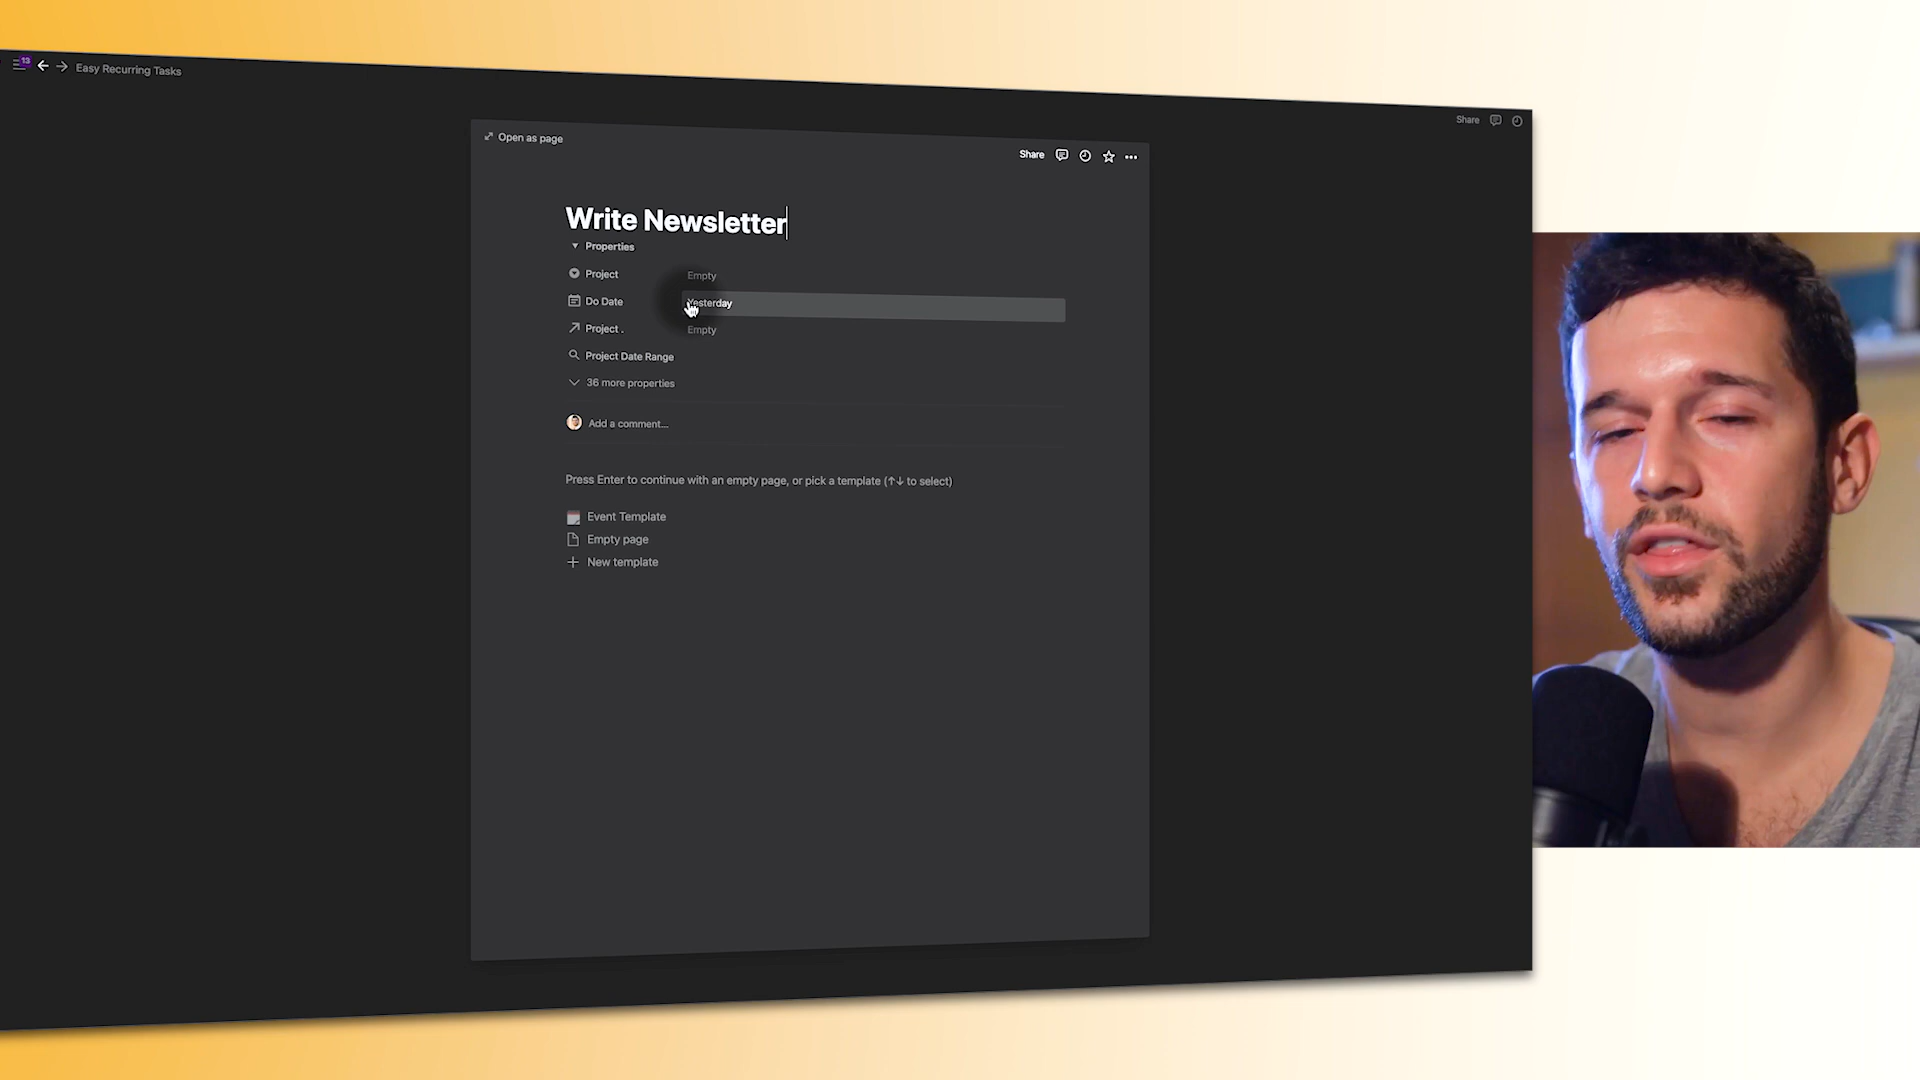 13
Easy Recurring Tasks
Share
Open as page
Share
Write Newsletter
Properties
Project
Empty
Do Date
Yesterday
Project .
Empty
Project Date Range
36 more properties
Add a comment...
Press Enter to continue with an empty page, or pick a template (↑↓ to select)
Event Template
Empty page
New template